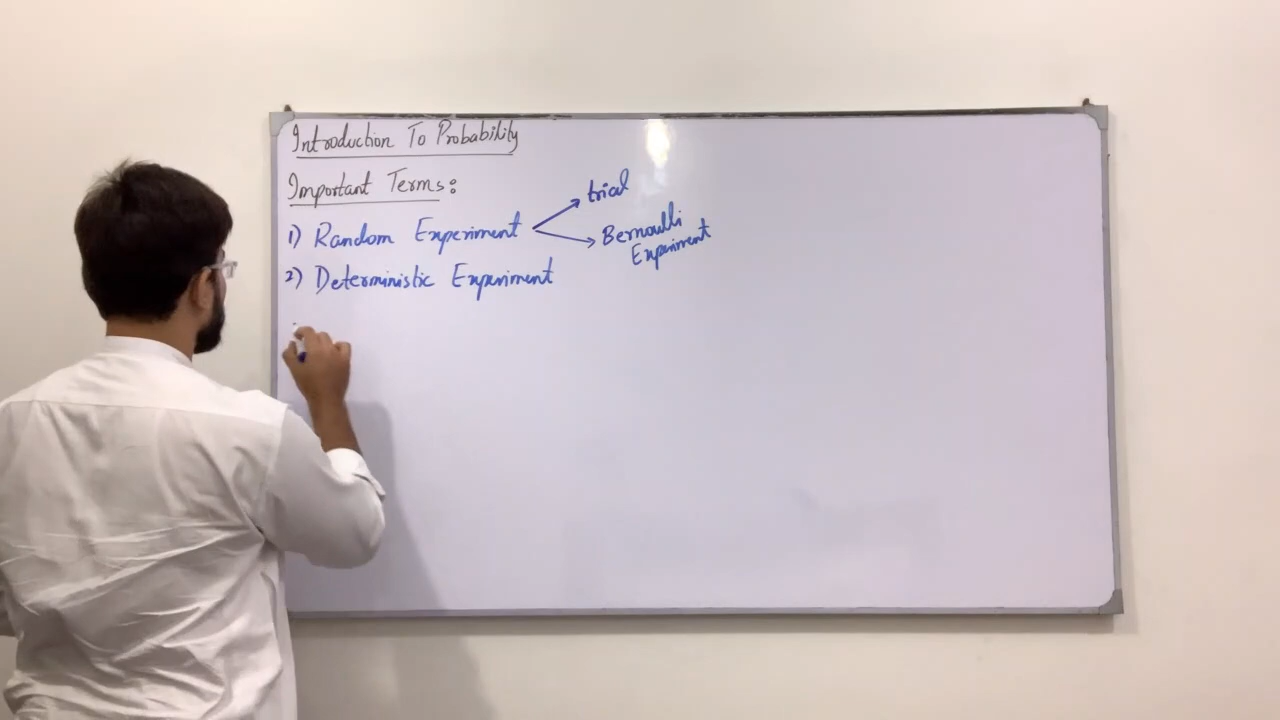 Introduction To Probability
Important Terms:
trial
1) Random Experiment
Bernoulli
Experiment
2) Deterministic Experiment